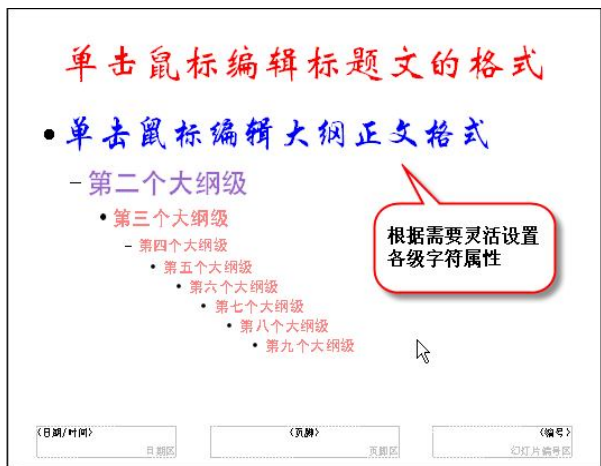 单击鼠标编辑标题文的格式
•单击鼠标编辑大纲正文格式
–第二个大纲级
•第三个大纲级
–第四个大纲级
•第五个大纲级
•第六个大纲级
•第七个大纲级
•第八个大纲级
•第九个大纲级
根据需要灵活设置
各级字符属性
<日期/时间>
日期区
<页脚>
页脚区
<编号>
幻灯片编号区